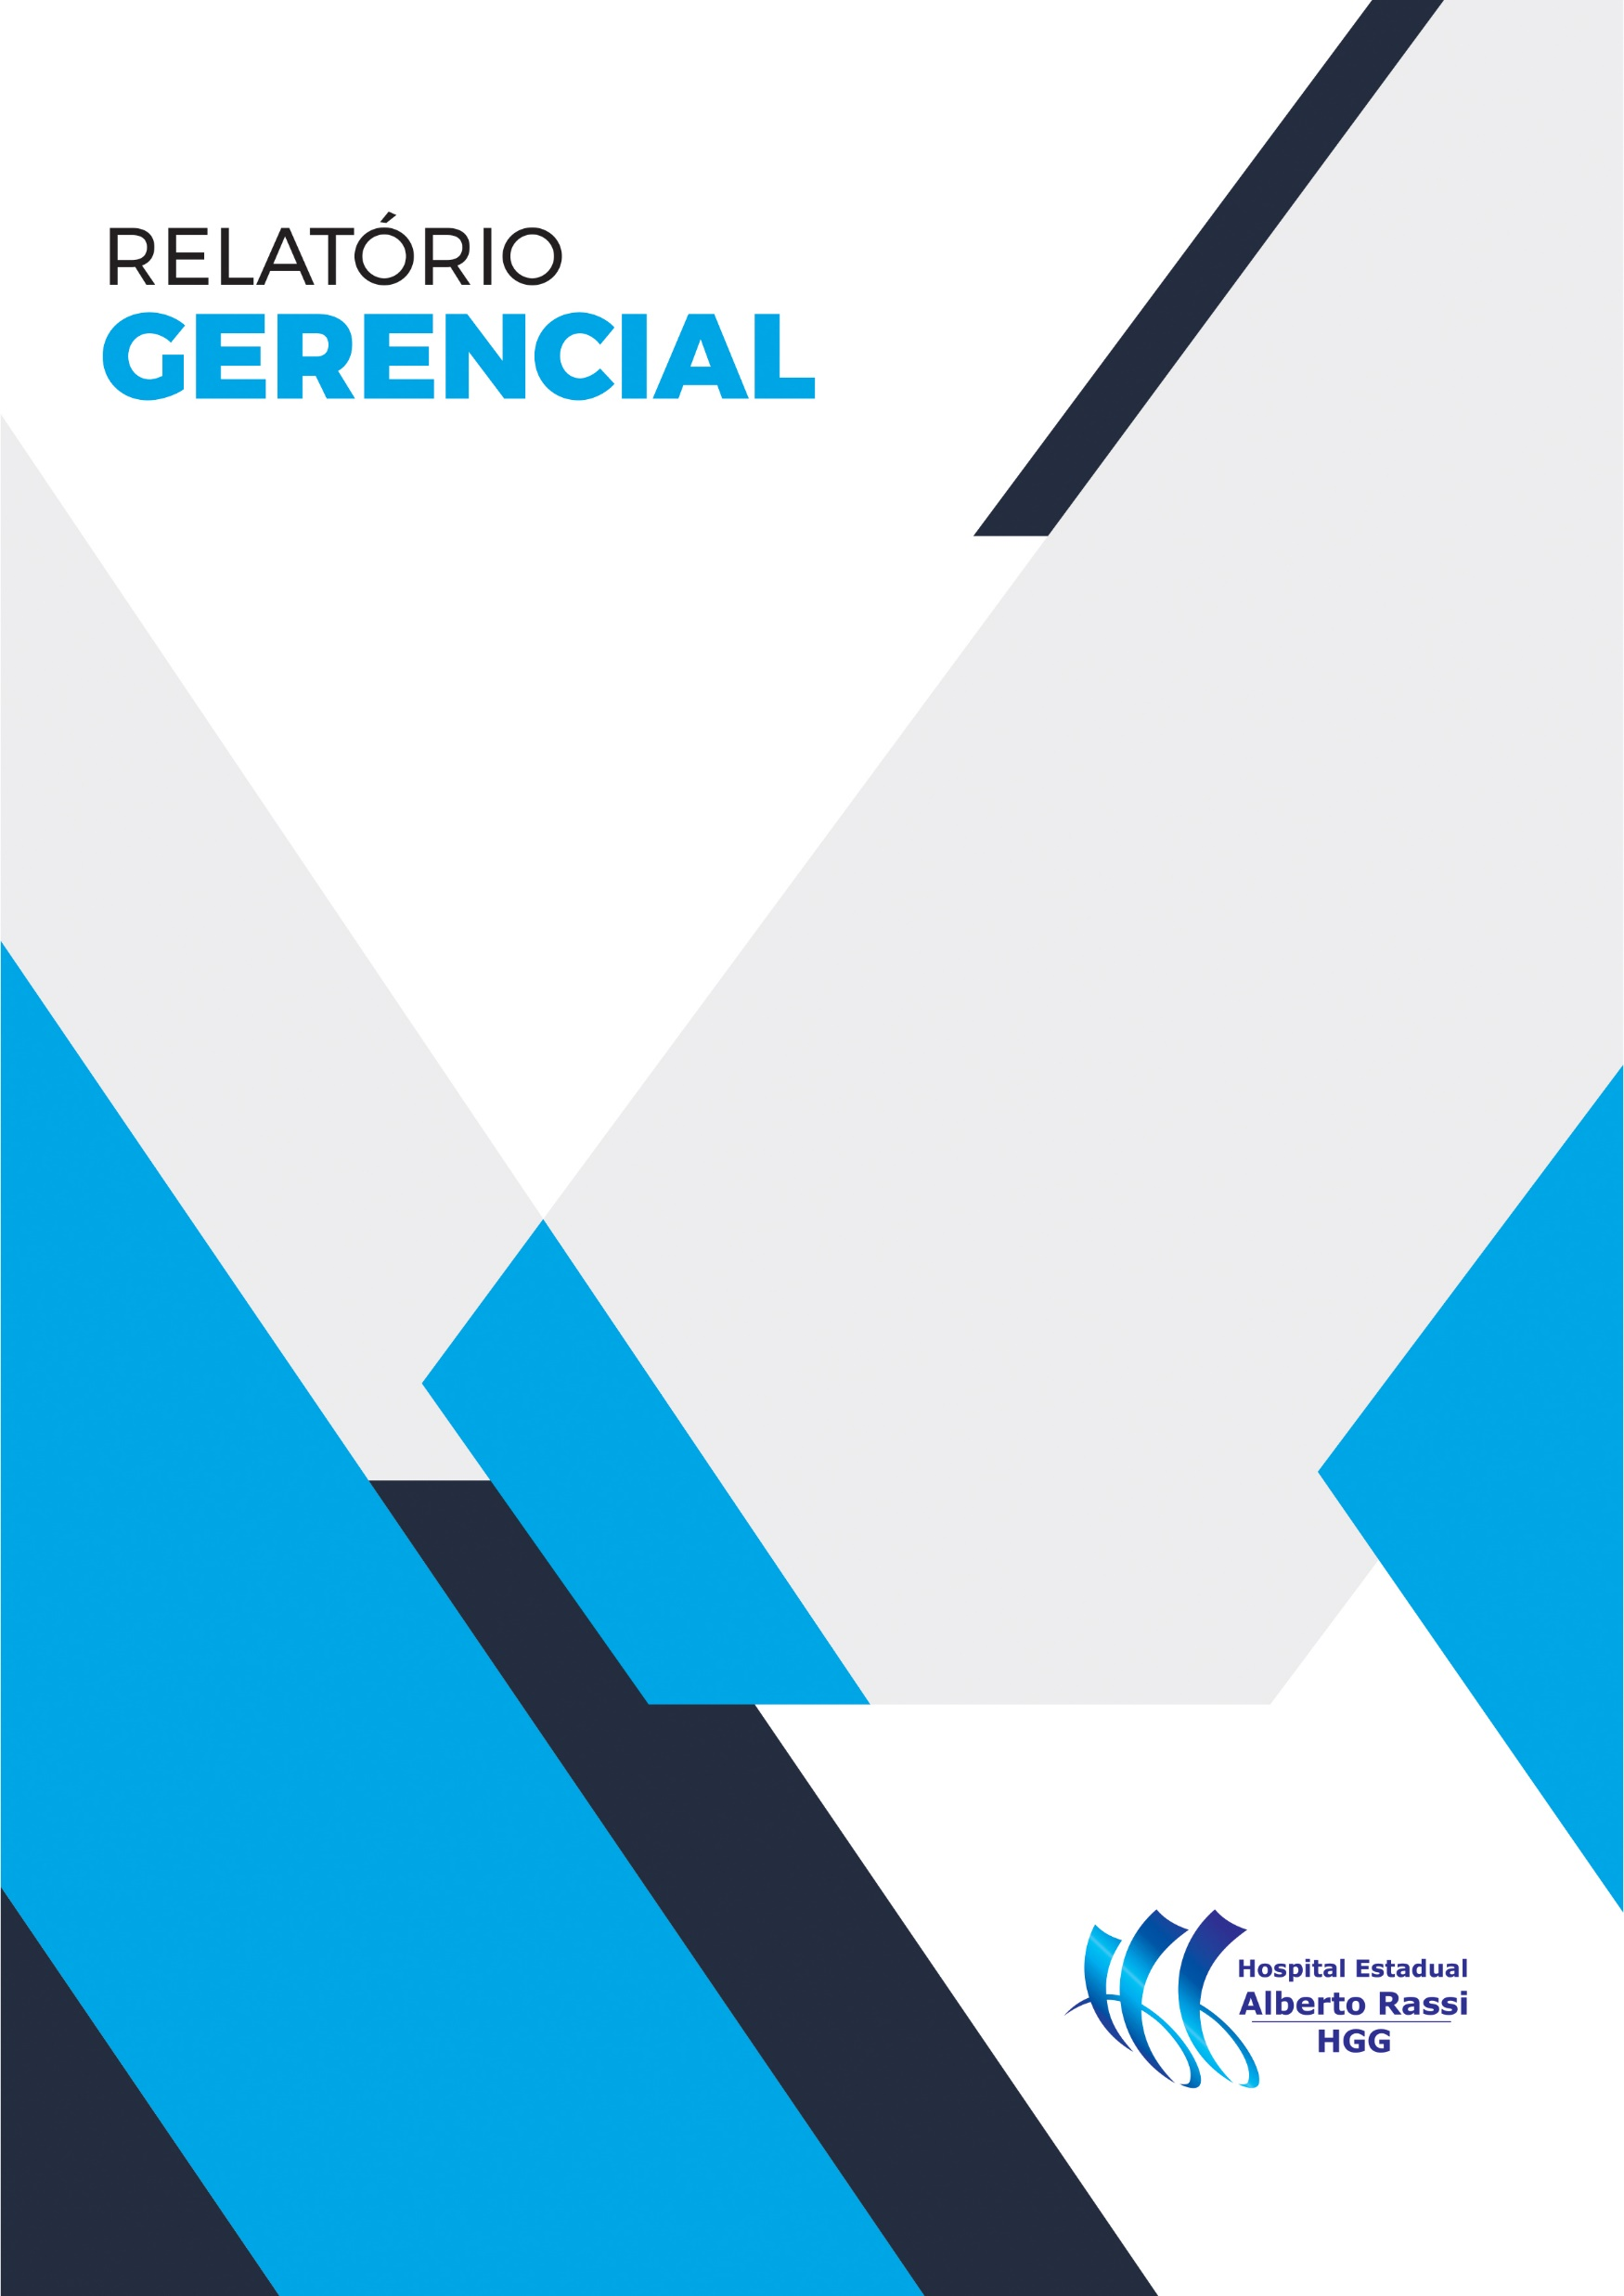 RELATÓRIO
GERENCIAL
Hospital Estadual
Alberto Rassi
HGG